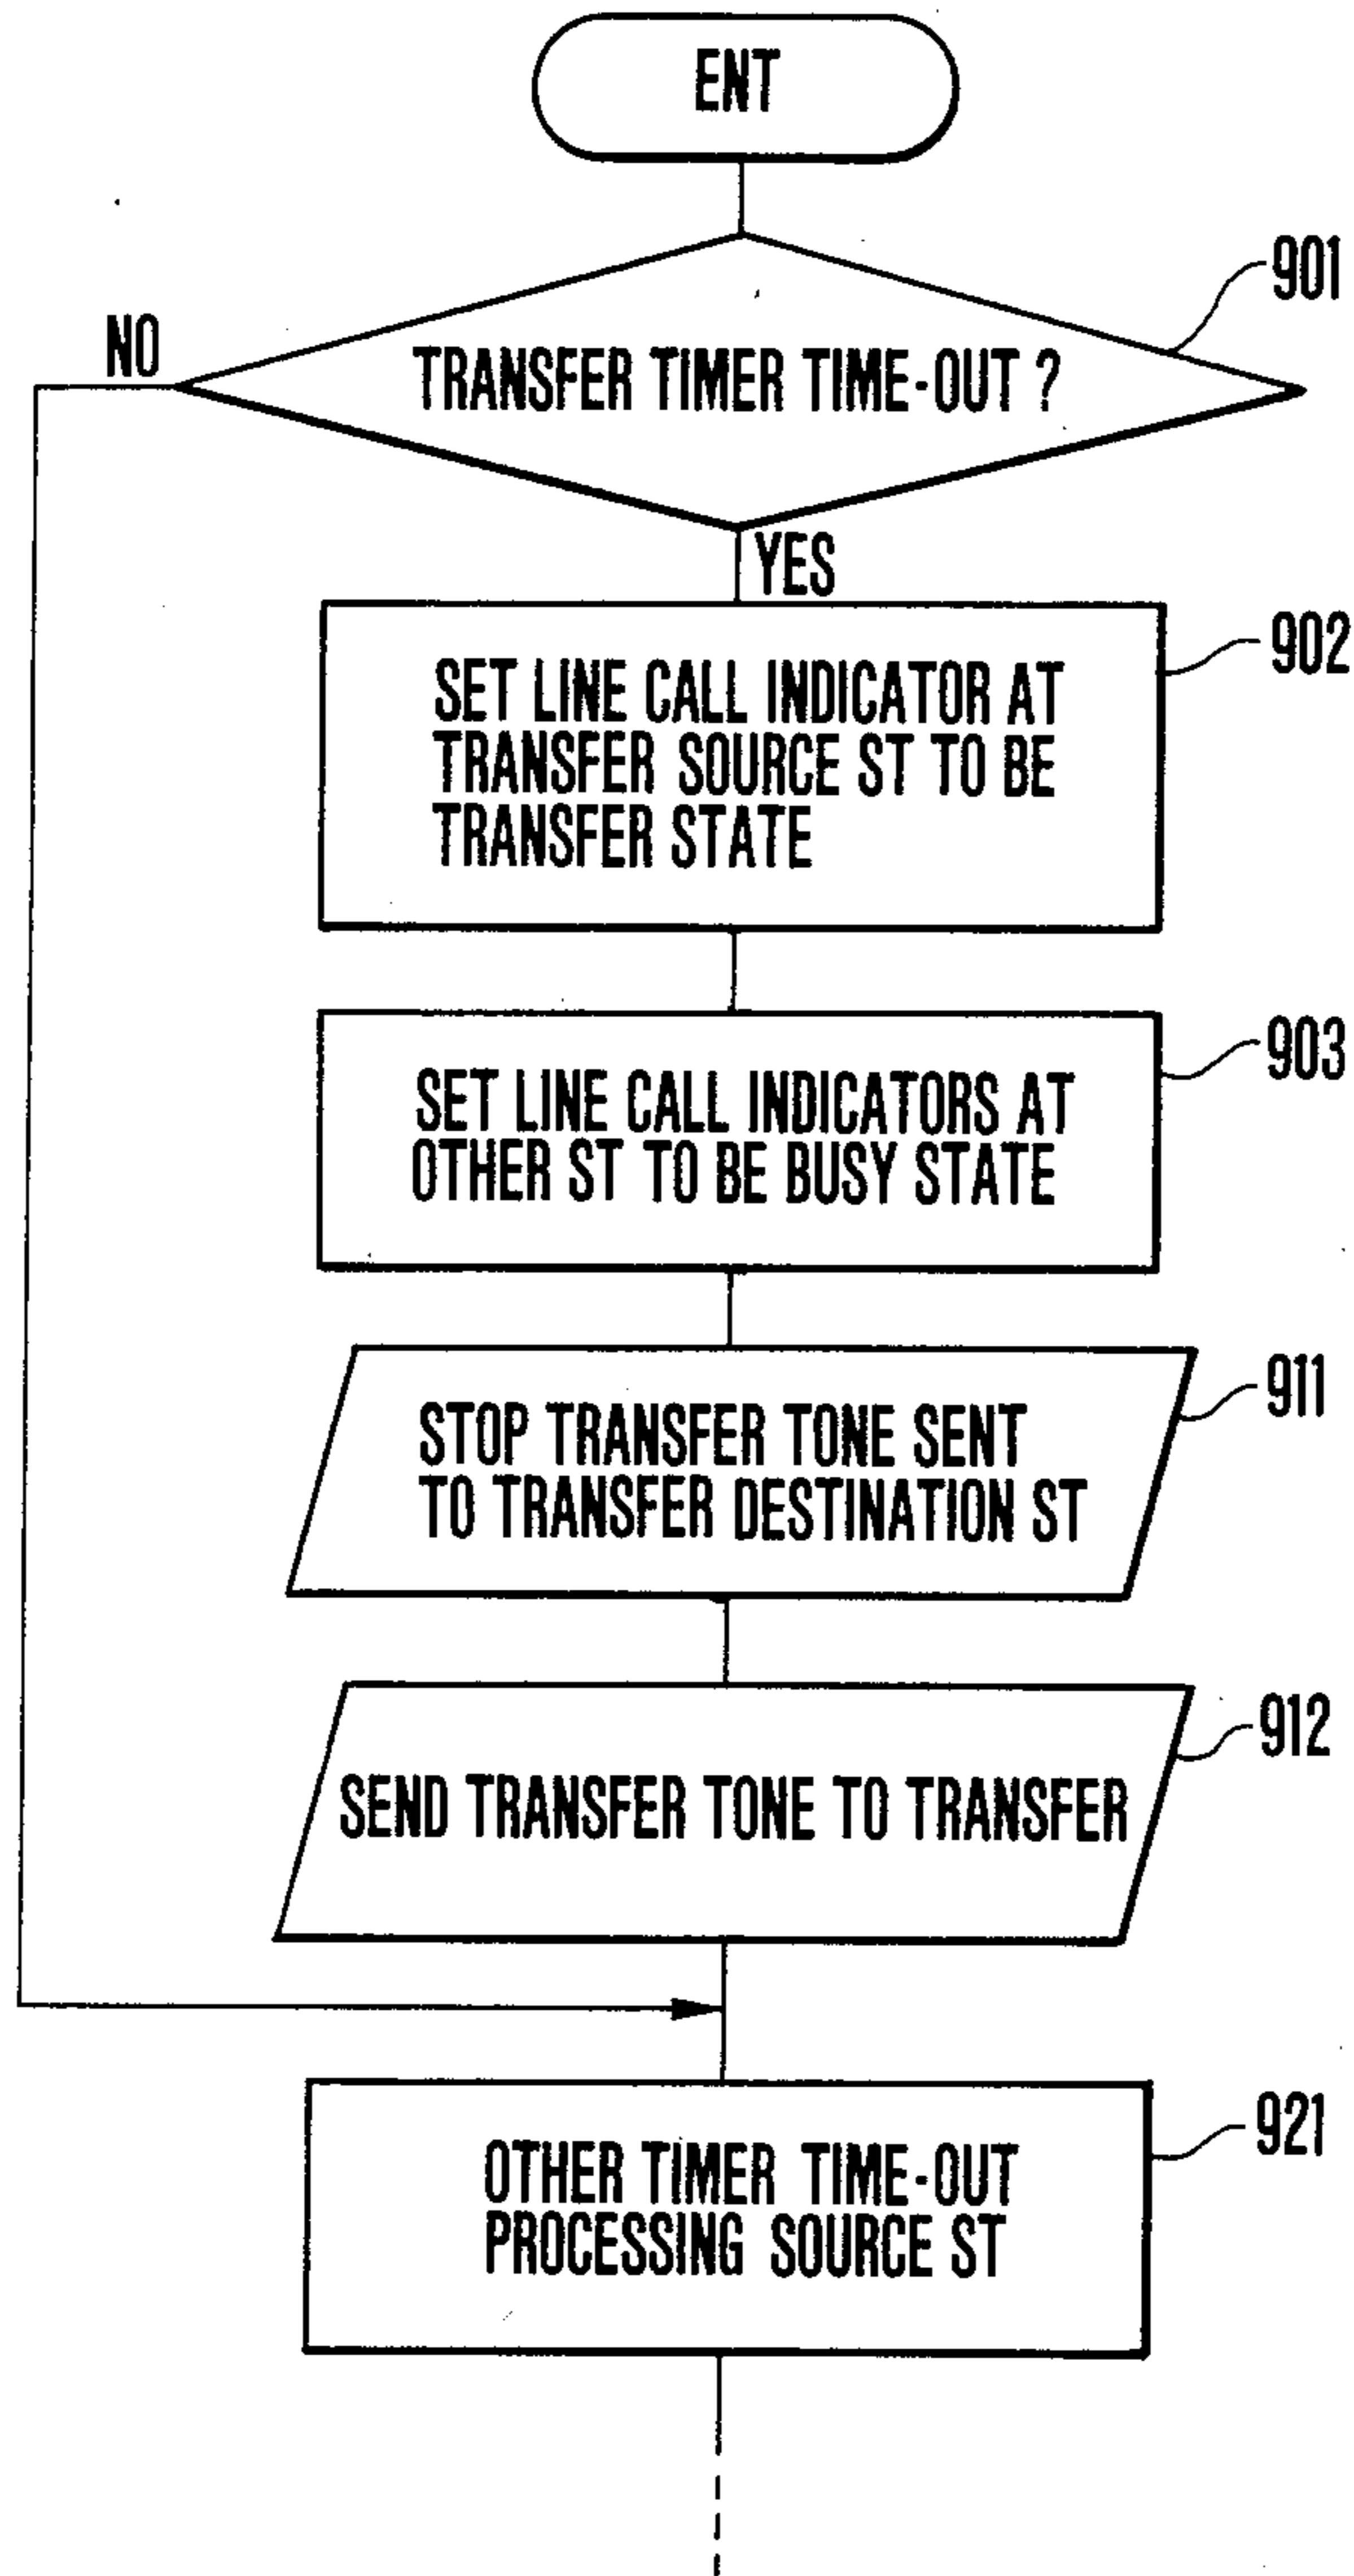 ENT
901
NO
TRANSFER TIMER TIME-OUT ?
YES
902
SET LINE CALL INDICATOR AT
TRANSFER SOURCE ST TO BE
TRANSFER STATE
903
SET LINE CALL INDICATORS AT
OTHER ST TO BE BUSY STATE
911
STOP TRANSFER TONE SENT
TO TRANSFER DESTINATION ST
912
SEND TRANSFER TONE TO TRANSFER
921
OTHER TIMER TIME-OUT
PROCESSING SOURCE ST